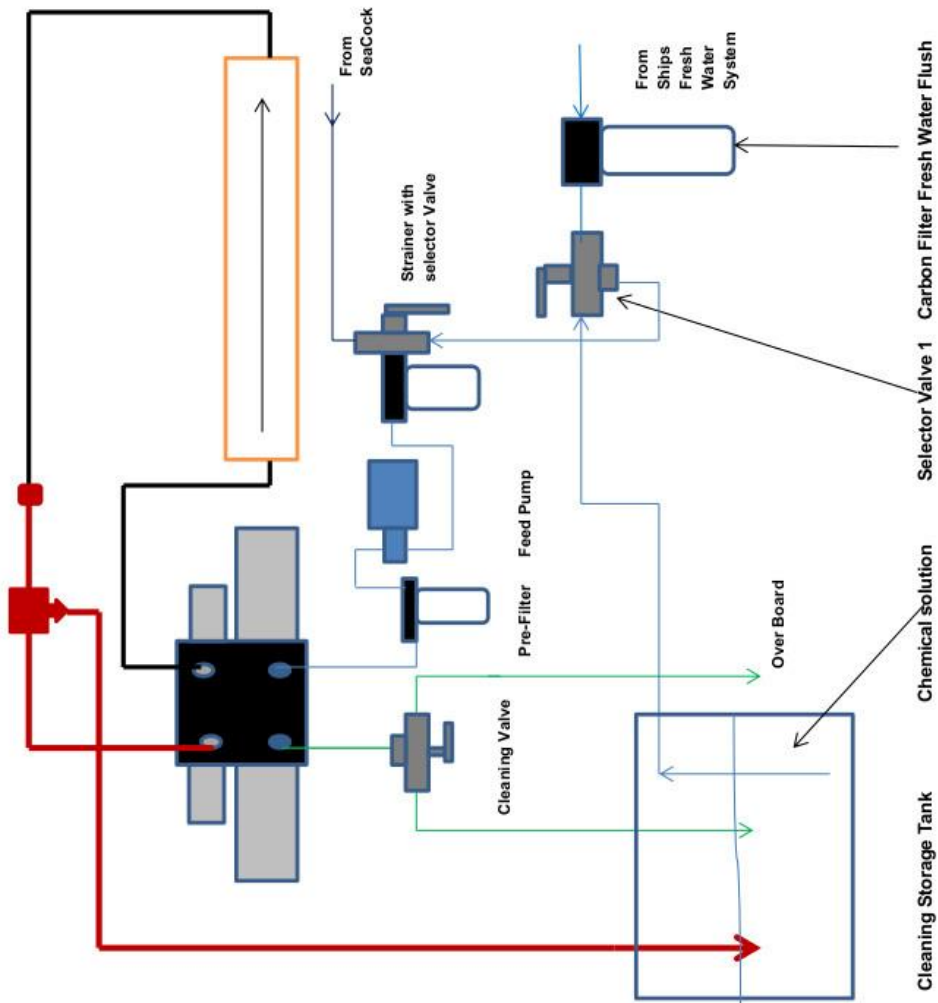 From
SeaCock
From
Ships
Fresh
Water
System
Strainer with
selector Valve
Feed Pump
Pre-Filter
Cleaning Valve
Over Board
Cleaning Storage Tank
Chemical solution
Selector Valve 1
Carbon Filter Fresh Water Flush